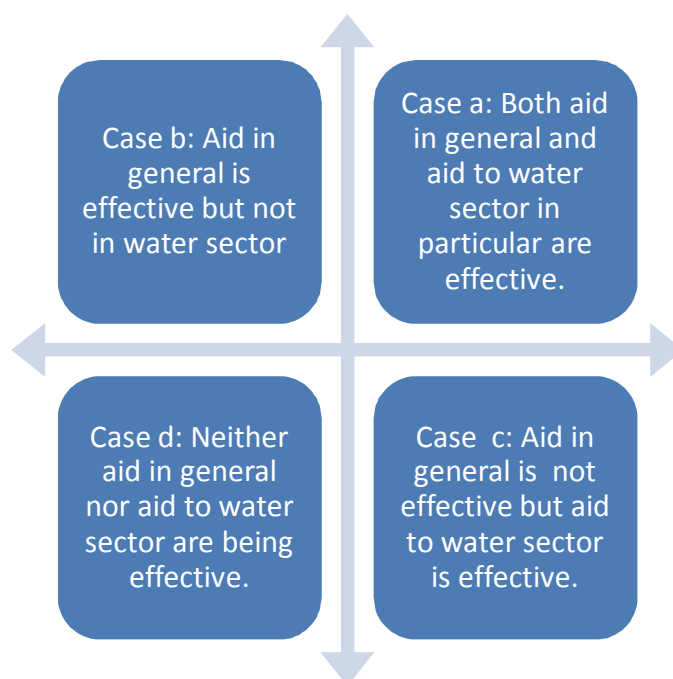 Case b: Aid in
general is
effective but not
in water sector
Case a: Both aid
in general and
aid to water
sector in
particular are
effective.
Case d: Neither
aid in general
nor aid to water
sector are being
effective.
Case c: Aid in
general is not
effective but aid
to water sector
is effective.